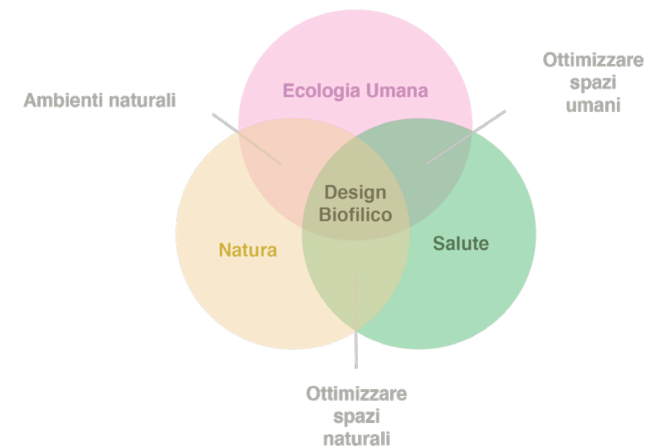 Ottimizzare
spazi
umani
Ecologia Umana
Ambienti naturali
Design
Biofilico
Natura
Salute
Ottimizzare
spazi
naturali